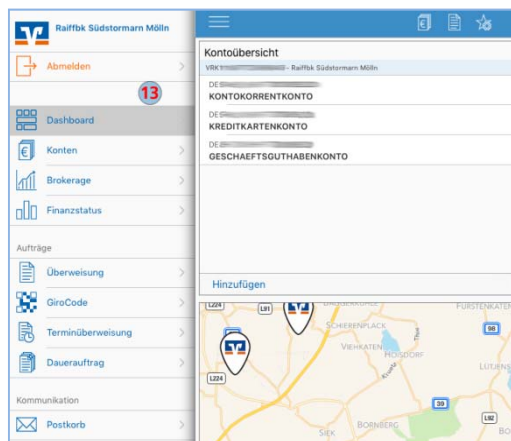 Raiffbk Südstormarn Mölln
Abmelden
13
Dashboard
Konten
Brokerage
Finanzstatus
Aufträge
Überweisung
GiroCode
Terminüberweisung
Dauerauftrag
Kommunikation
Postkorb
Kontoübersicht
VRK - Raiffbk Südstormarn Mölln
DE
KONTOKORRENTKONTO
DE
KREDITKARTENKONTO
DE
GESCHAEFTSGUTHABENKONTO
Hinzufügen
L224
L91
FÜRSTENKATEN
SCHIERENPLACK
VIEHKATEN
HOISDORF
98
L224
39
L92
SIEK
BORNBERG